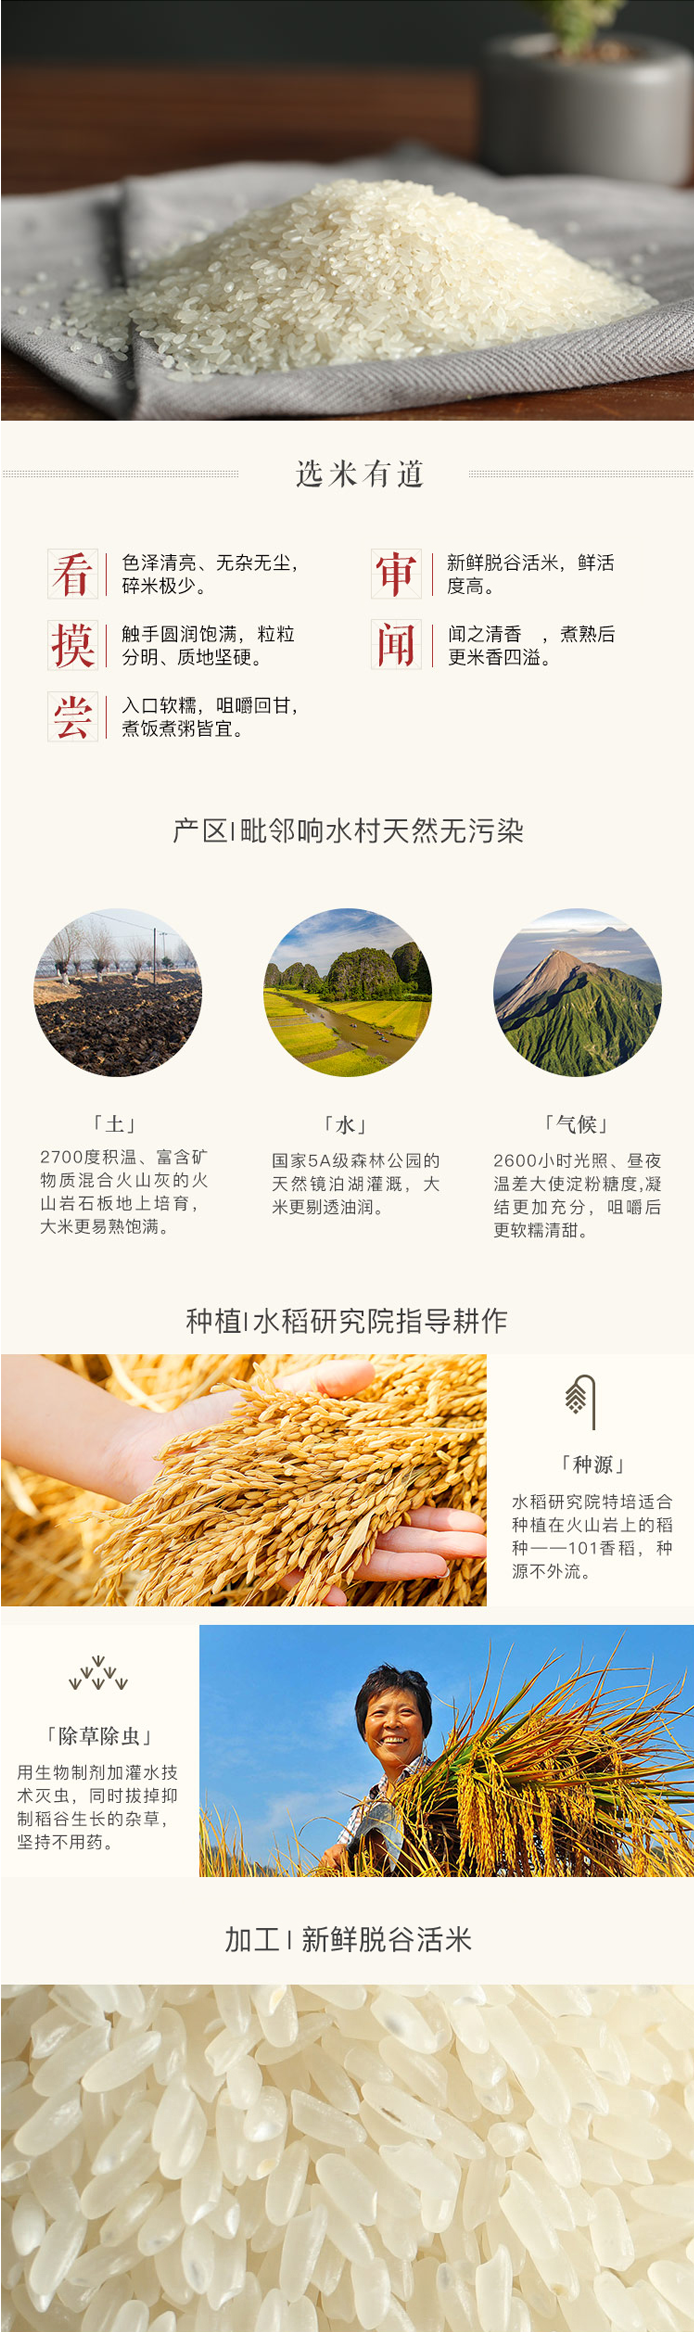 选米有道
看
色泽清亮、无杂无尘,
碎米极少。
审
新鲜脱谷活米，鲜活
度高。
摸
触手圆润饱满，粒粒
分明、质地坚硬。
闻
闻之清香 ，煮熟后
更米香四溢。
尝
入口软糯，咀嚼回甘,
煮饭煮粥皆宜。
产区|毗邻响水村天然无污染
「土」
2700度积温、富含矿
物质混合火山灰的火
山岩石板地上培育，
大米更易熟饱满。
「水」
国家5A级森林公园的
天然镜泊湖灌溉，大
米更剔透油润。
「气候」
2600小时光照、昼夜
温差大使淀粉糖度,凝
结更加充分，咀嚼后
更软糯清甜。
种植|水稻研究院指导耕作
「种源」
水稻研究院特培适合
种植在火山岩上的稻
种——101香稻，种
源不外流。
「除草除虫」
用生物制剂加灌水技
术灭虫，同时拔掉抑
制稻谷生长的杂草，
坚持不用药。
加工| 新鲜脱谷活米